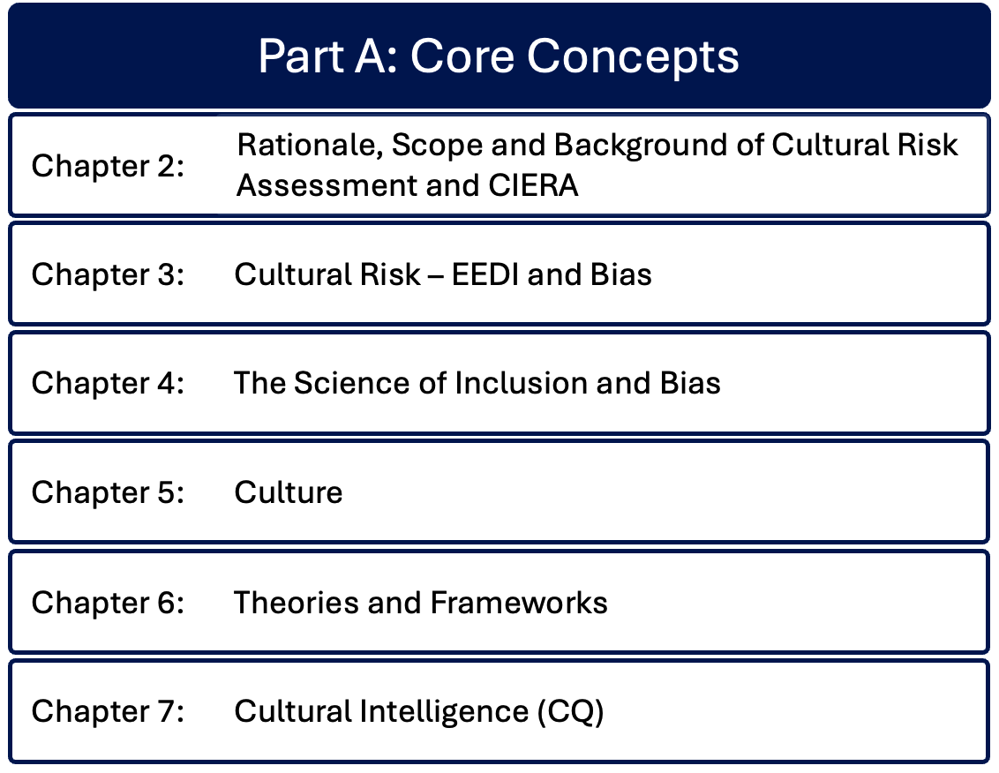 Part A: Core Concepts
Chapter 2: Rationale, Scope and Background of Cultural Risk
Assessment and CIERA
Chapter 3: Cultural Risk – EEDI and Bias
Chapter 4: The Science of Inclusion and Bias
Chapter 5: Culture
Chapter 6: Theories and Frameworks
Chapter 7: Cultural Intelligence (CQ)